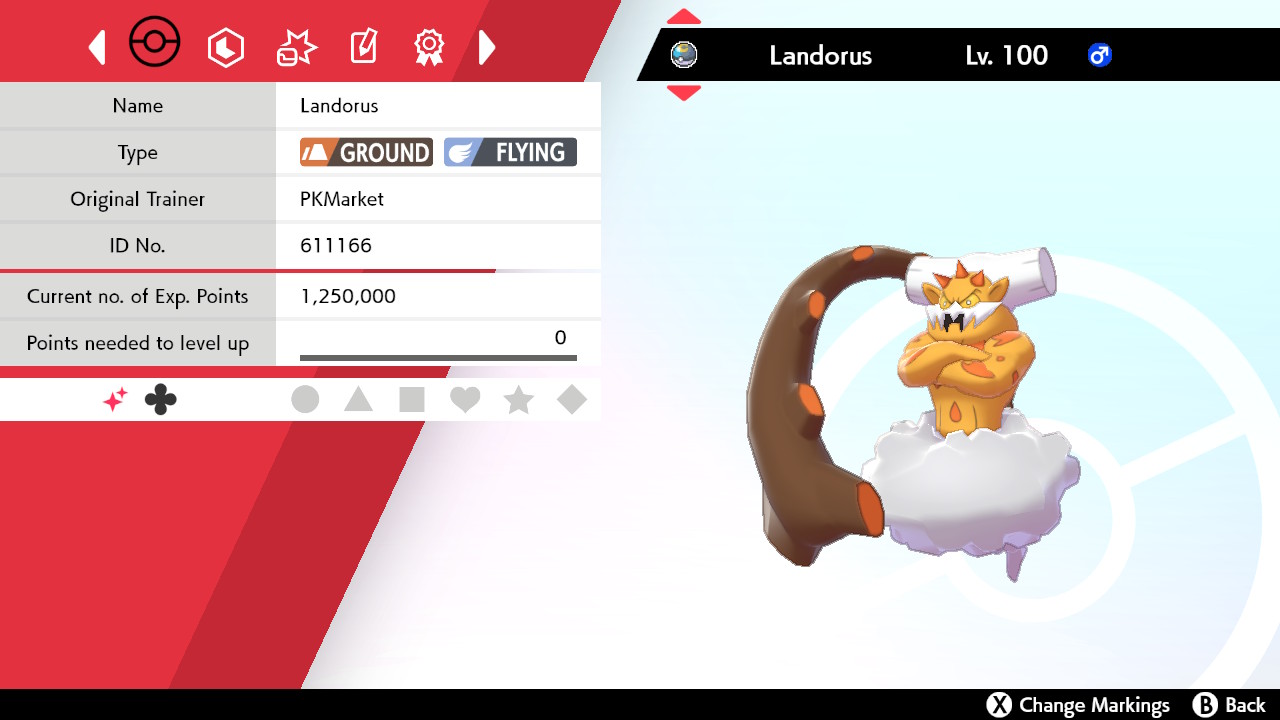 Landorus Lv. 100
Name Landorus
Type GROUND FLYING
Original Trainer PKMarket
ID No. 611166
Current no. of Exp. Points 1,250,000
Points needed to level up 0
X Change Markings B Back